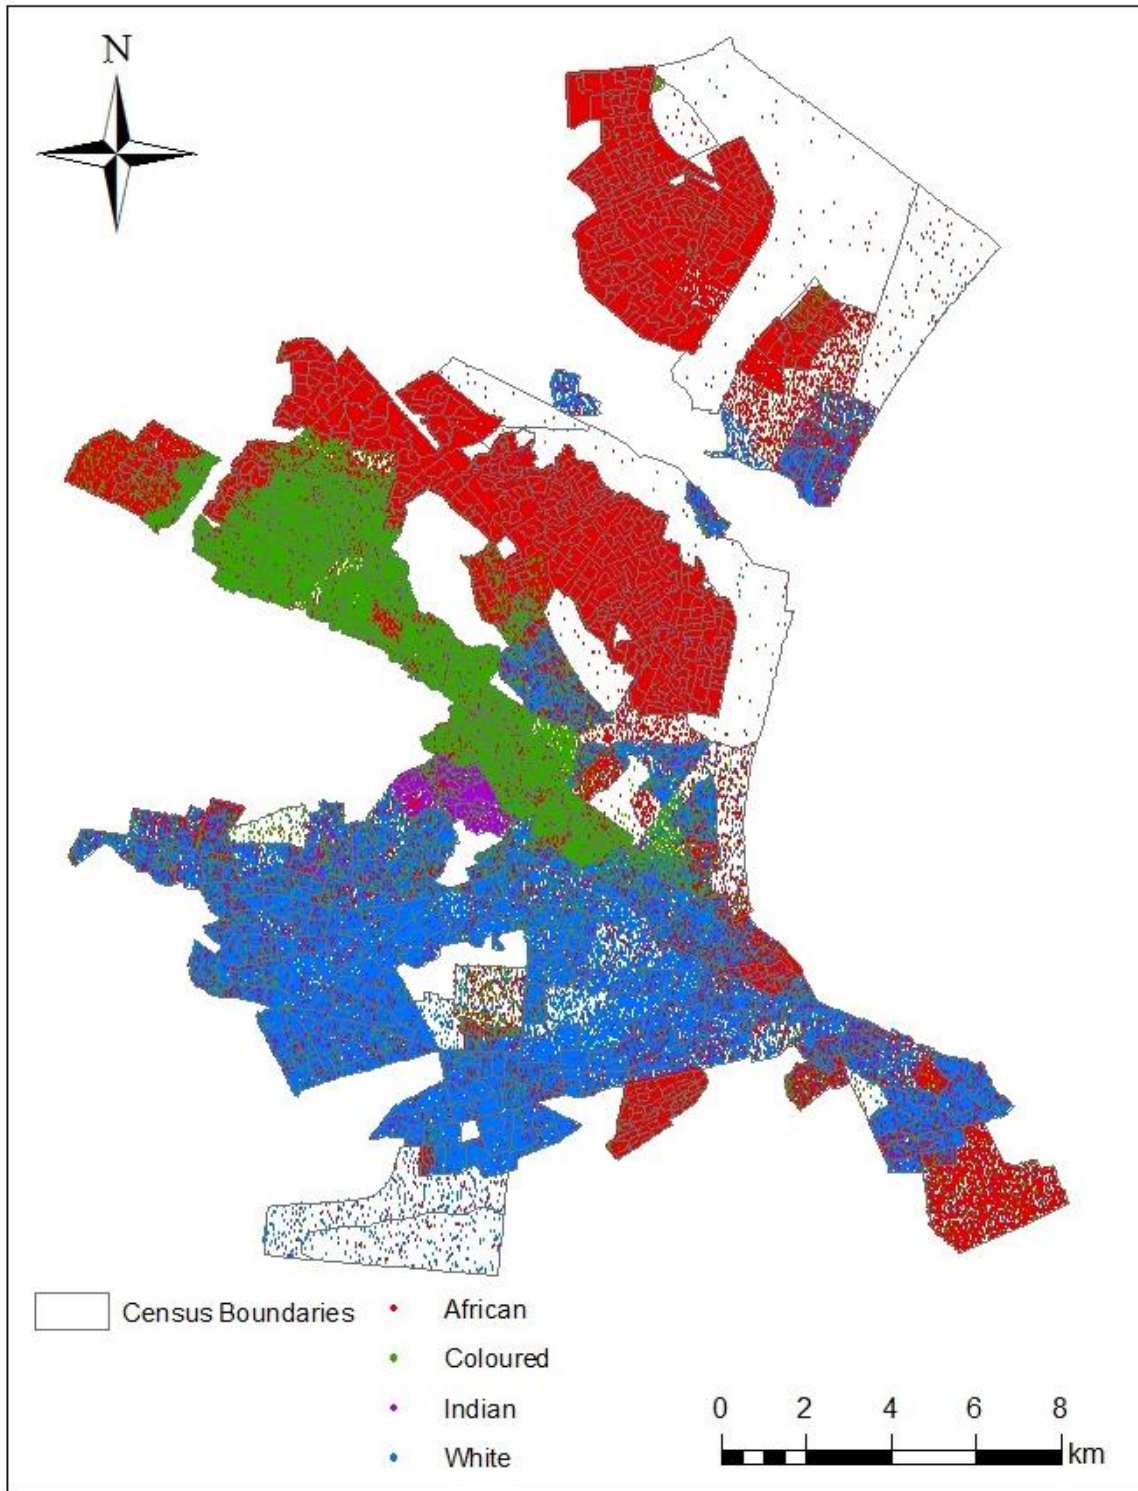 N
Census Boundaries
African
Coloured
Indian
White
0 2 4 6 8
km